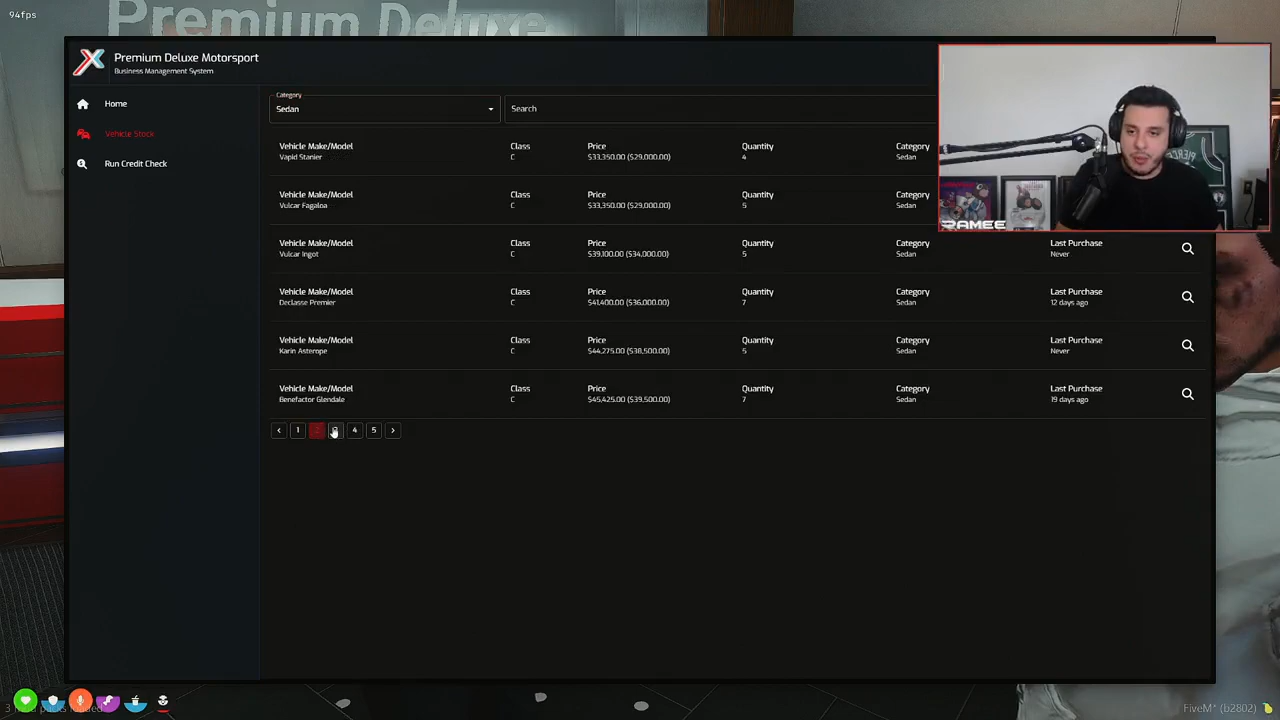 94fps
Premium Deluxe
Premium Deluxe Motorsport
Business Management System
Home
Vehicle Stock
Run Credit Check
Category
Sedan
Search
Vehicle Make/Model Class Price Quantity Category
Vapid Stanier C $33,350.00 ($29,000.00) 4 Sedan
Vehicle Make/Model Class Price Quantity Category
Vulcar Fagaloa C $33,350.00 ($29,000.00) 5 Sedan
Vehicle Make/Model Class Price Quantity Category Last Purchase
Vulcar Ingot C $39,100.00 ($34,000.00) 5 Sedan Never
Vehicle Make/Model Class Price Quantity Category Last Purchase
Declasse Premier C $41,400.00 ($36,000.00) 7 Sedan 12 days ago
Vehicle Make/Model Class Price Quantity Category Last Purchase
Karin Asterope C $44,275.00 ($38,500.00) 5 Sedan Never
Vehicle Make/Model Class Price Quantity Category Last Purchase
Benefactor Glendale C $45,425.00 ($39,500.00) 7 Sedan 19 days ago
1 2 4 5
RAMEE
PIERCE
FiveM* (b2802)